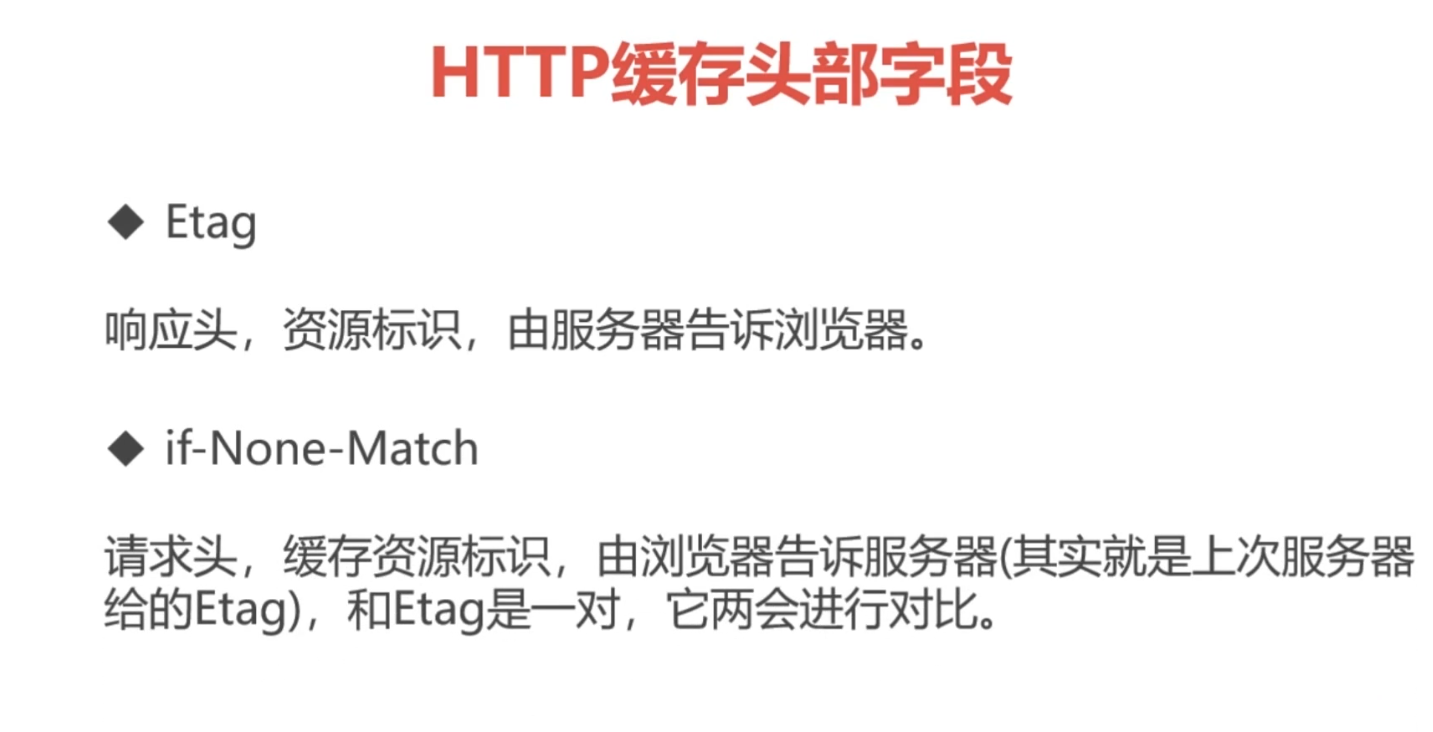 HTTP缓存头部字段
◆ Etag
响应头，资源标识，由服务器告诉浏览器。
◆ if-None-Match
请求头，缓存资源标识，由浏览器告诉服务器(其实就是上次服务器
给的Etag)，和Etag是一对，它两会进行对比。